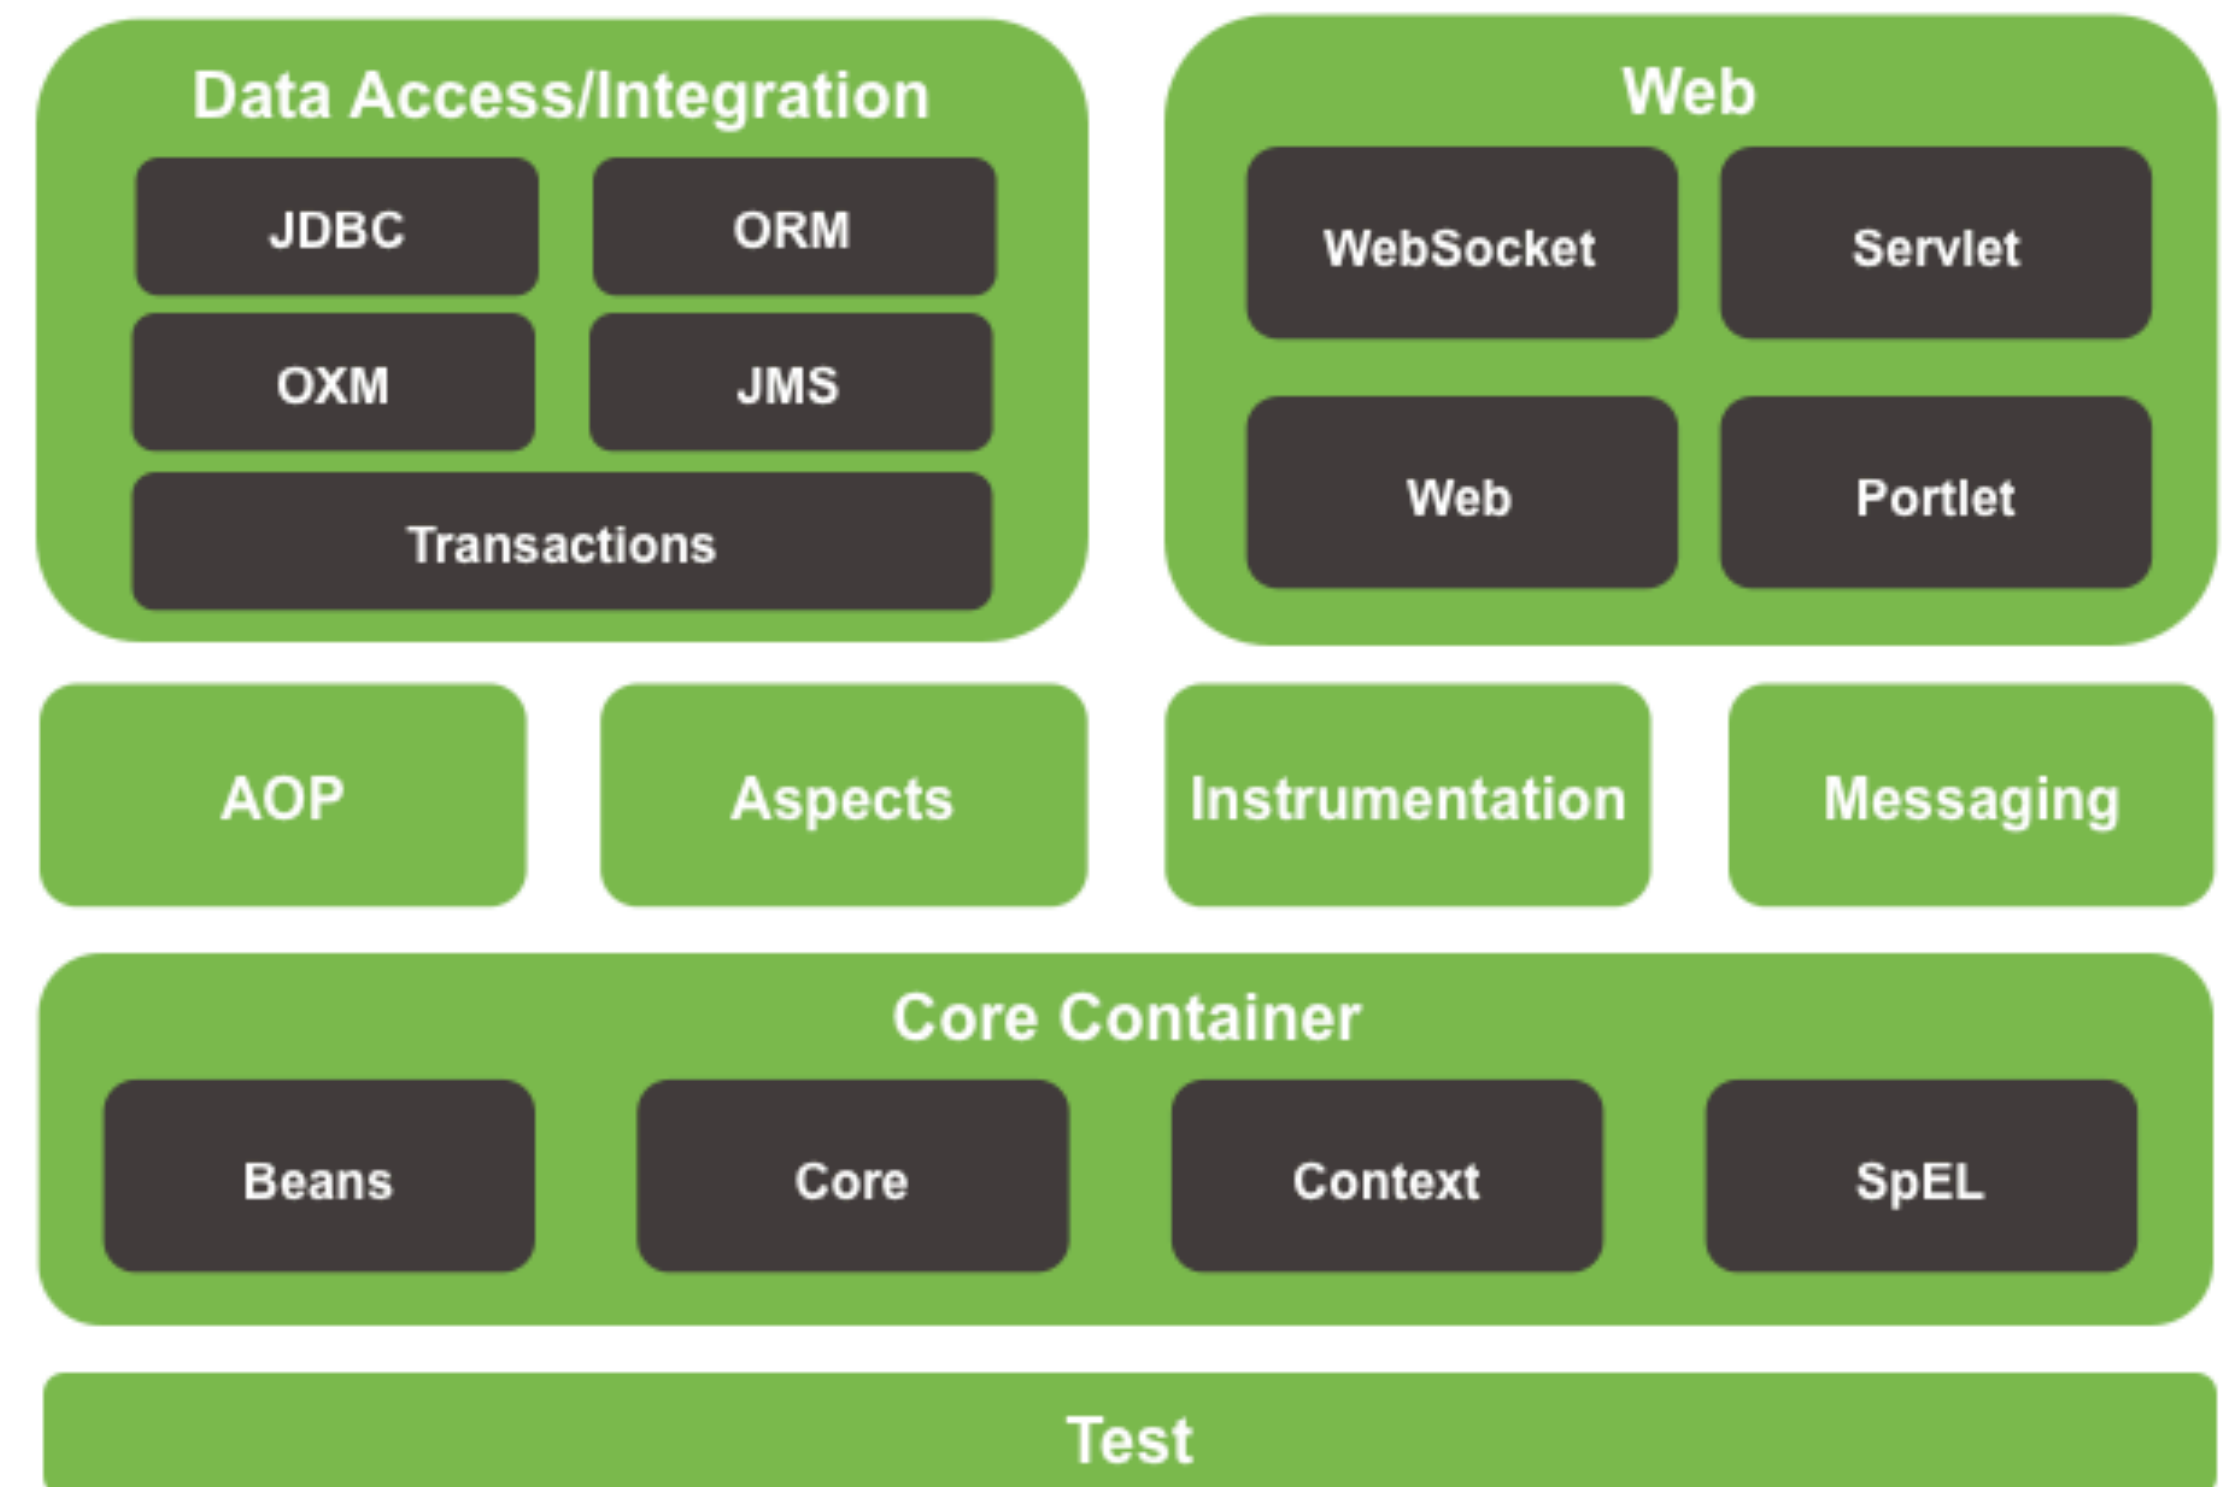 Data Access/Integration
JDBC
ORM
OXM
JMS
Transactions
Web
WebSocket
Servlet
Web
Portlet
AOP
Aspects
Instrumentation
Messaging
Core Container
Beans
Core
Context
SpEL
Test